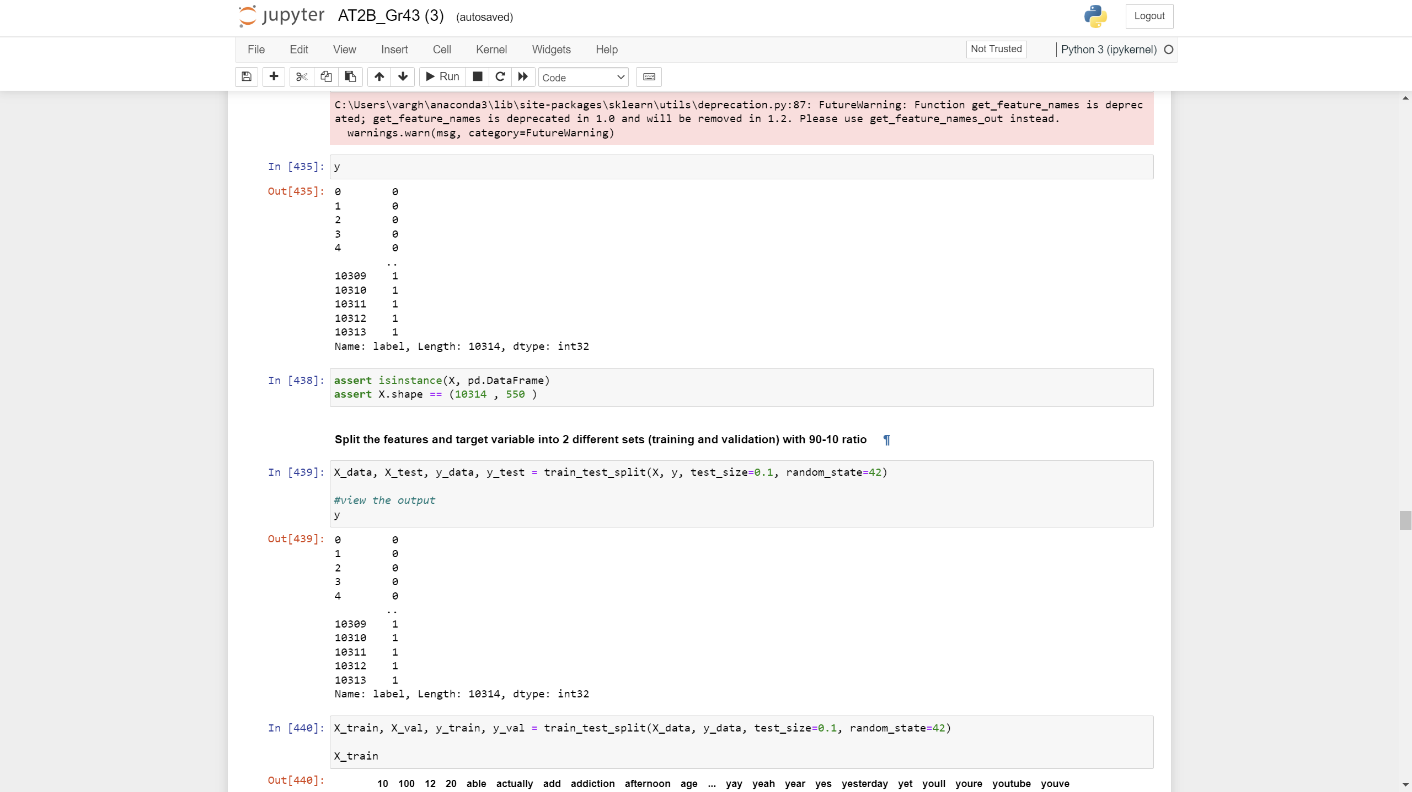 jupyter AT2B_Gr43 (3) (autosaved) Logout
File Edit View Insert Cell Kernel Widgets Help Not Trusted Python 3 (ipykernel)
Run Code
C:\Users\vargh\anaconda3\lib\site-packages\sklearn\utils\deprecation.py:87: FutureWarning: Function get_feature_names is deprec
ated; get_feature_names is deprecated in 1.0 and will be removed in 1.2. Please use get_feature_names_out instead.
warnings.warn(msg, category=FutureWarning)
In [435]: y
Out[435]: 0 0
1 0
2 0
3 0
4 0
..
10309 1
10310 1
10311 1
10312 1
10313 1
Name: label, Length: 10314, dtype: int32
In [438]: assert isinstance(X, pd.DataFrame)
assert X.shape == (10314 , 550 )
Split the features and target variable into 2 different sets (training and validation) with 90-10 ratio ¶
In [439]: X_data, X_test, y_data, y_test = train_test_split(X, y, test_size=0.1, random_state=42)
#view the output
y
Out[439]: 0 0
1 0
2 0
3 0
4 0
..
10309 1
10310 1
10311 1
10312 1
10313 1
Name: label, Length: 10314, dtype: int32
In [440]: X_train, X_val, y_train, y_val = train_test_split(X_data, y_data, test_size=0.1, random_state=42)
X_train
Out[440]: 10 100 12 20 able actually add addiction afternoon age ... yay yeah year yes yesterday yet youll youre youtube youve